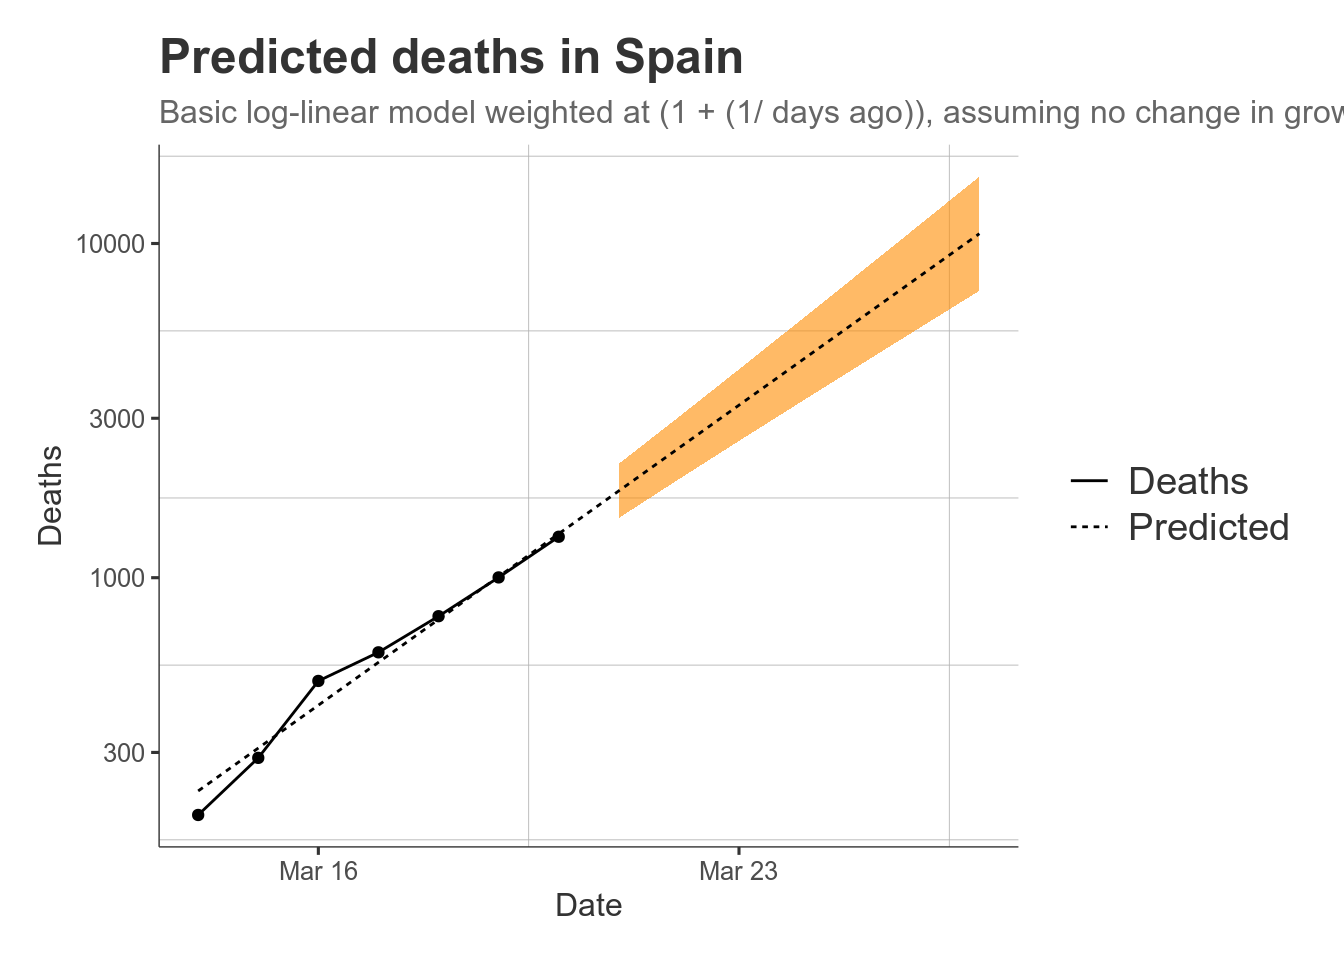 Predicted deaths in Spain
Basic log-linear model weighted at (1 + (1/ days ago)), assuming no change in
10000
3000
1000
300
Deaths
Mar 16
Mar 23
Date
Deaths
Predicted